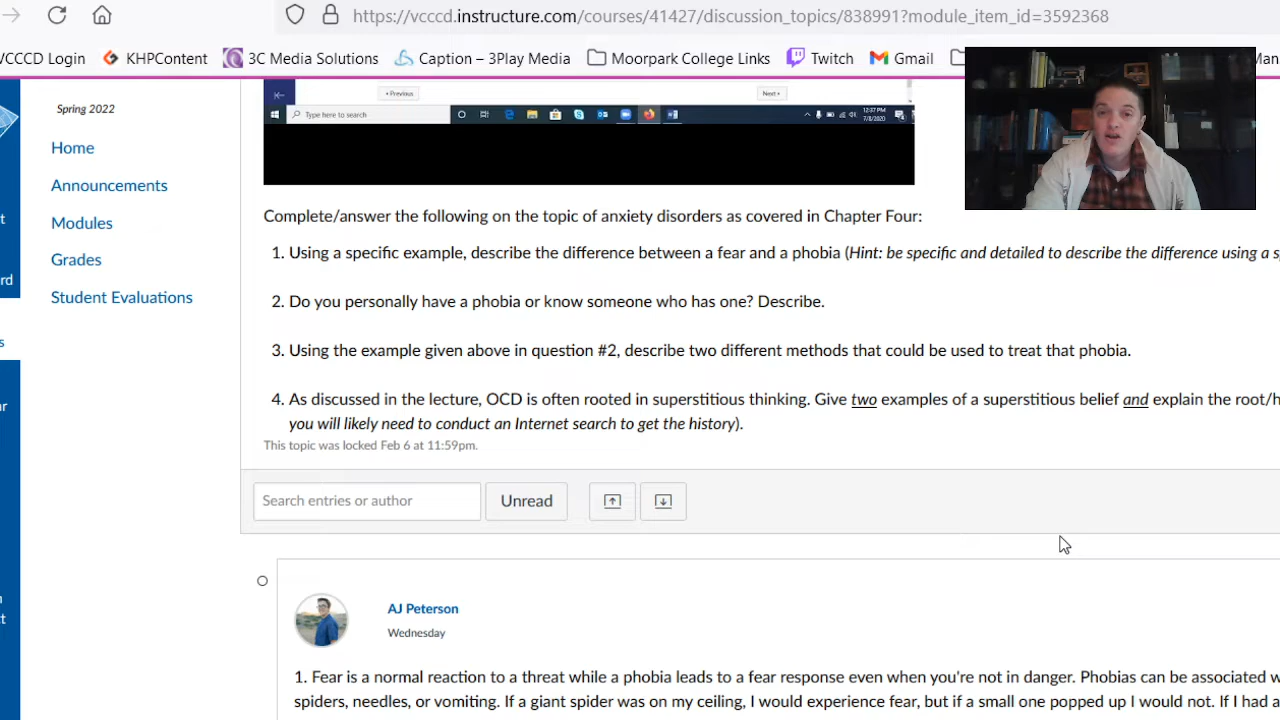 https://vcccd.instructure.com/courses/41427/discussion_topics/838991?module_item_id=3592368
VCCCD Login KHPContent 3C Media Solutions Caption – 3Play Media Moorpark College Links Twitch Gmail
Spring 2022
Home
Announcements
Modules
Grades
Student Evaluations
Previous Next
Type here to search
12:37 PM
7/8/2020
Complete/answer the following on the topic of anxiety disorders as covered in Chapter Four:
1. Using a specific example, describe the difference between a fear and a phobia (Hint: be specific and detailed to describe the difference using a
2. Do you personally have a phobia or know someone who has one? Describe.
3. Using the example given above in question #2, describe two different methods that could be used to treat that phobia.
4. As discussed in the lecture, OCD is often rooted in superstitious thinking. Give two examples of a superstitious belief and explain the
you will likely need to conduct an Internet search to get the history).
This topic was locked Feb 6 at 11:59pm.
Search entries or author Unread
AJ Peterson
Wednesday
1. Fear is a normal reaction to a threat while a phobia leads to a fear response even when you're not in danger. Phobias can be associated
spiders, needles, or vomiting. If a giant spider was on my ceiling, I would experience fear, but if a small one popped up I would not. If I had a